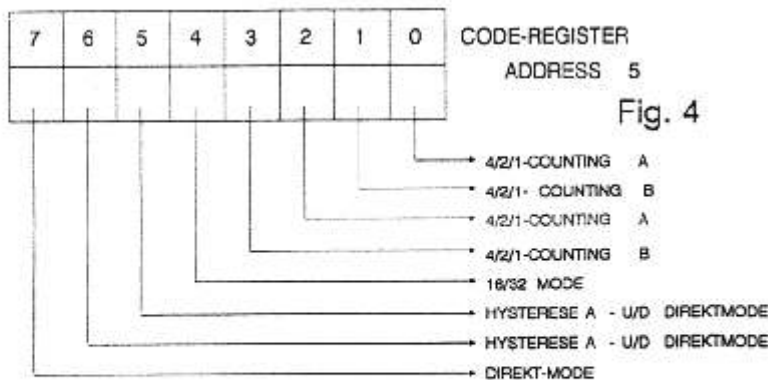 7 6 5 4 3 2 1 0 CODE-REGISTER
ADDRESS 5
Fig. 4
4/2/1-COUNTING A
4/2/1- COUNTING B
4/2/1-COUNTING A
4/2/1-COUNTING B
16/32 MODE
HYSTERESE A - U/D DIREKTMODE
HYSTERESE A - U/D DIREKTMODE
DIREKT-MODE